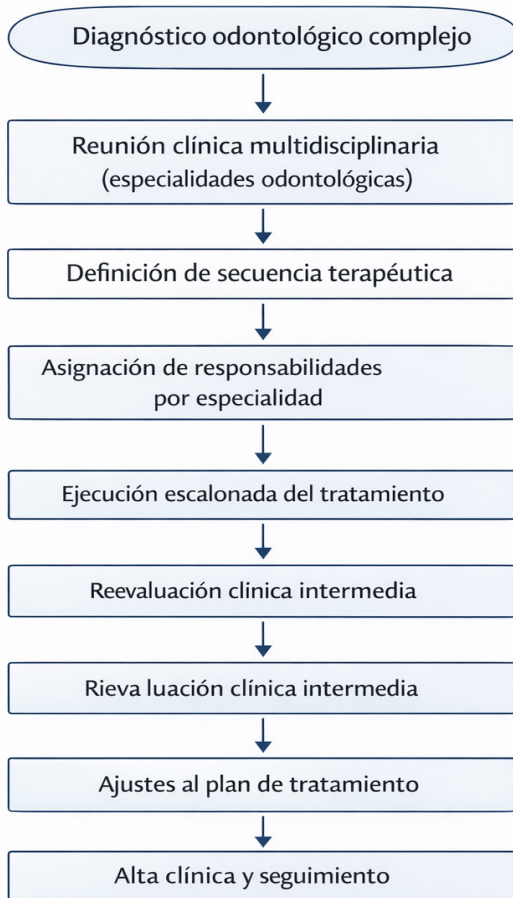 Diagnóstico odontológico complejo
Reunión clínica multidisciplinaria
(especialidades odontológicas)
Definición de secuencia terapéutica
Asignación de responsabilidades
por especialidad
Ejecución escalonada del tratamiento
Reevaluación clinica intermedia
Rieva luación clínica intermedia
Ajustes al plan de tratamiento
Alta clínica y seguimiento